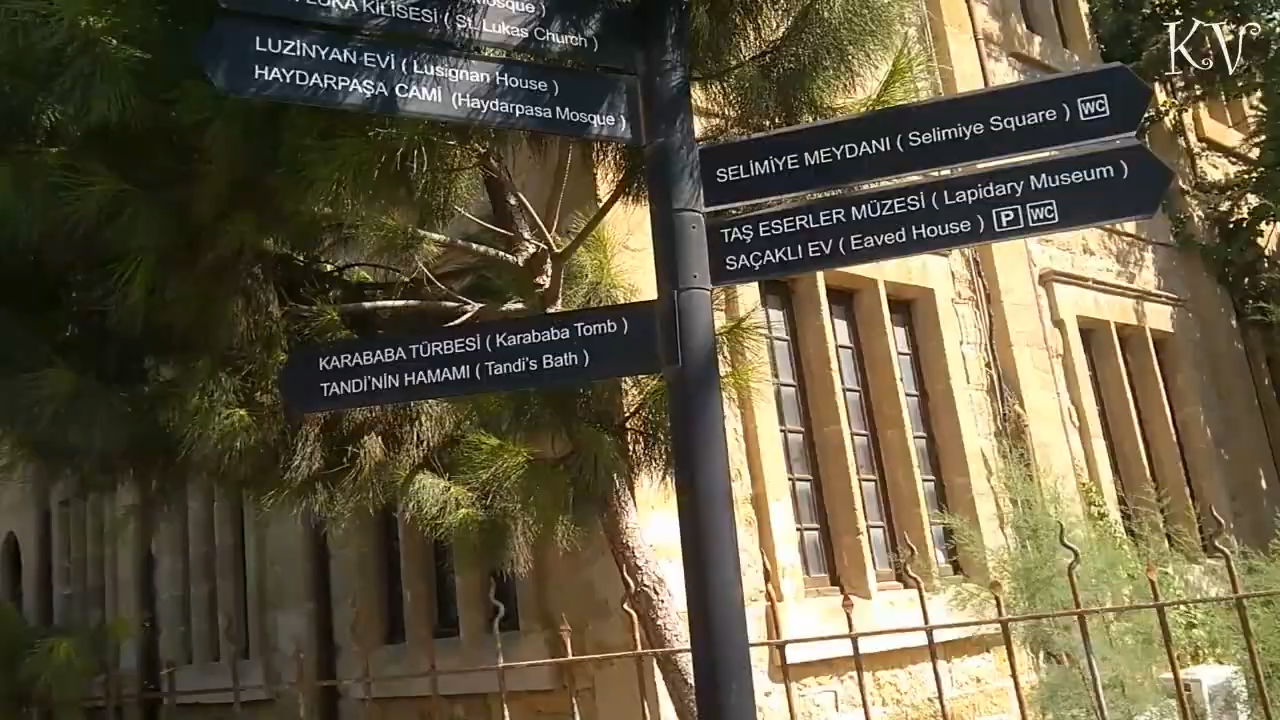 Mosque )
LUKA KİLİSESİ ( St. Lukas Church )
LUZİNYAN EVİ ( Lusignan House )
HAYDARPAŞA CAMİ (Haydarpasa Mosque )
SELİMİYE MEYDANI ( Selimiye Square ) WC
TAŞ ESERLER MÜZESİ ( Lapidary Museum )
SAÇAKLI EV ( Eaved House ) P WC
KARABABA TÜRBESİ ( Karababa Tomb )
TANDİ'NİN HAMAMI ( Tandi's Bath )
KV